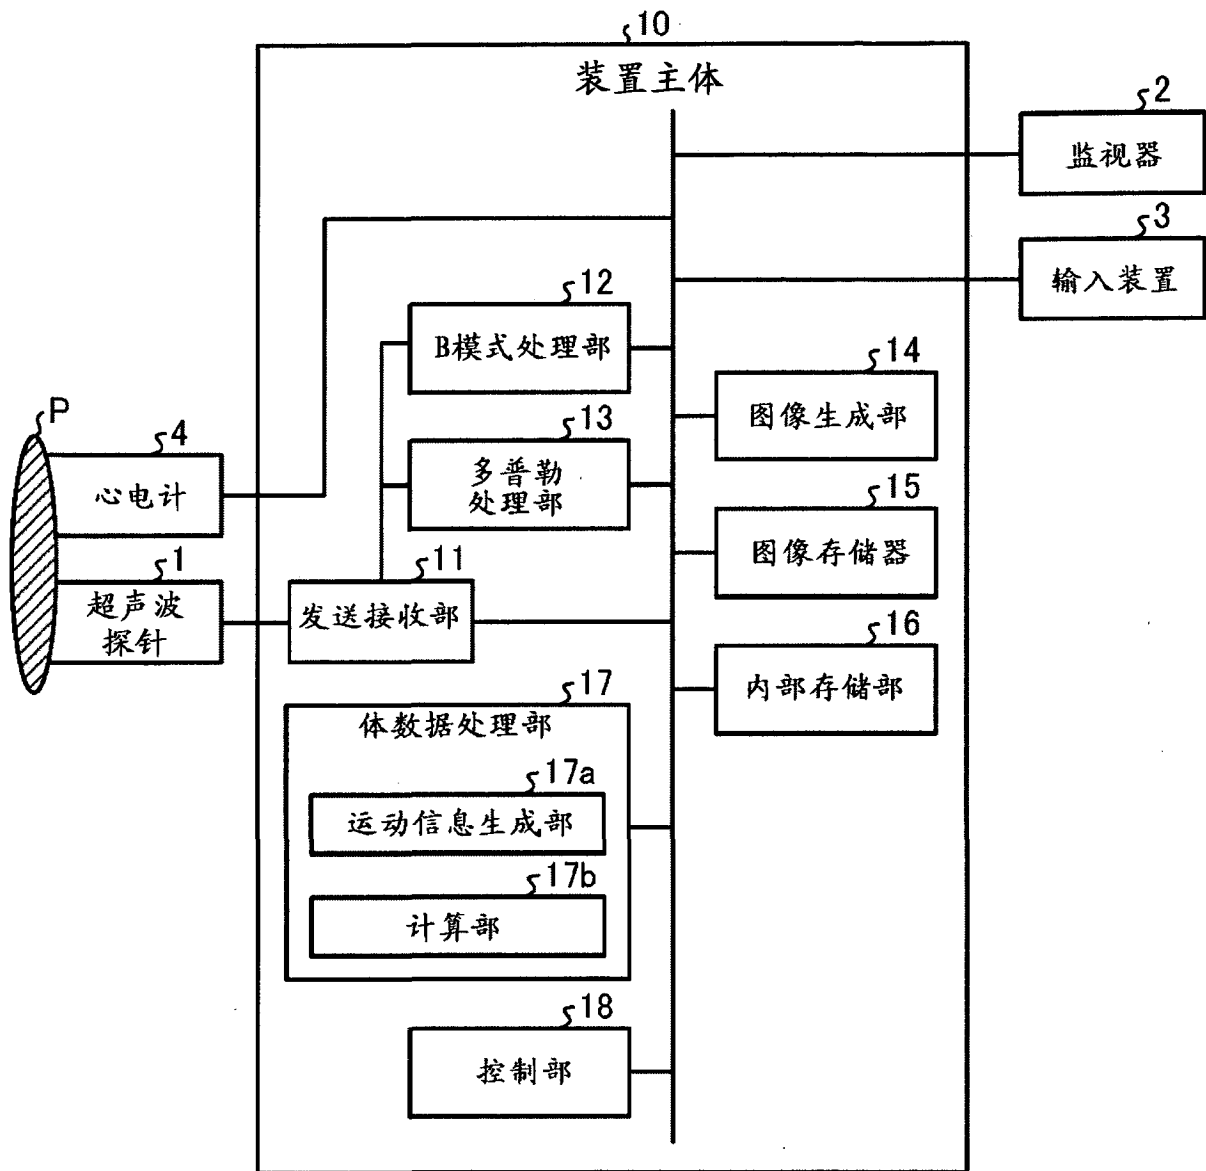 10
装置主体
2
监视器
3
输入装置
12
B模式处理部
14
图像生成部
P
4
心电计
13
多普勒
处理部
15
图像存储器
1
超声波
探针
11
发送接收部
16
内部存储部
17
体数据处理部
17a
运动信息生成部
17b
计算部
18
控制部